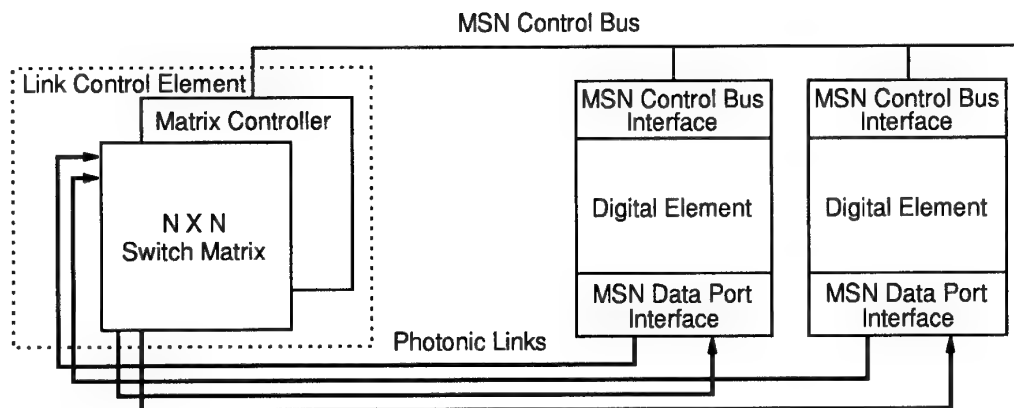 MSN Control Bus
Link Control Element
Matrix Controller
N X N
Switch Matrix
MSN Control Bus
Interface
Digital Element
MSN Data Port
Interface
MSN Control Bus
Interface
Digital Element
MSN Data Port
Interface
Photonic Links